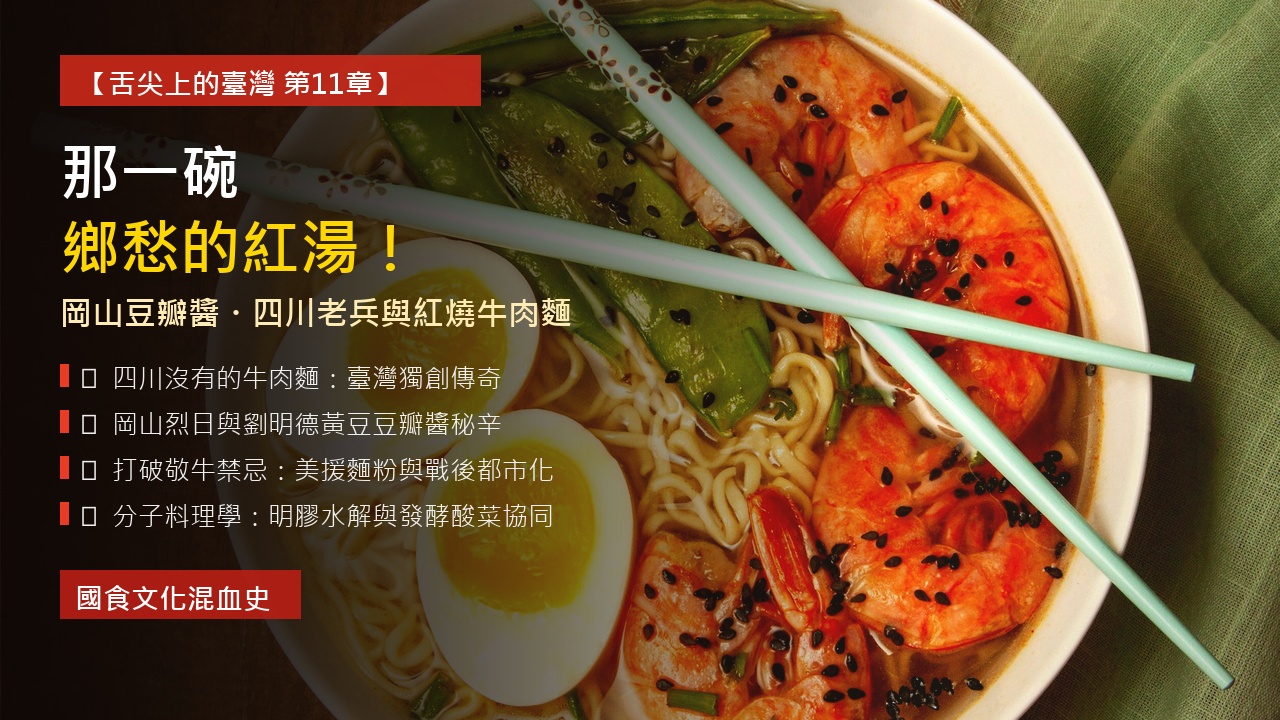 【舌尖上的臺灣 第11章】
那一碗
鄉愁的紅湯！
岡山豆瓣醬・四川老兵與紅燒牛肉麵
□ 四川沒有的牛肉麵：臺灣獨創傳奇
□ 岡山烈日與劉明德黃豆豆瓣醬秘辛
□ 打破敬牛禁忌：美援麵粉與戰後都市化
□ 分子料理學：明膠水解與發酵酸菜協同
國食文化混血史